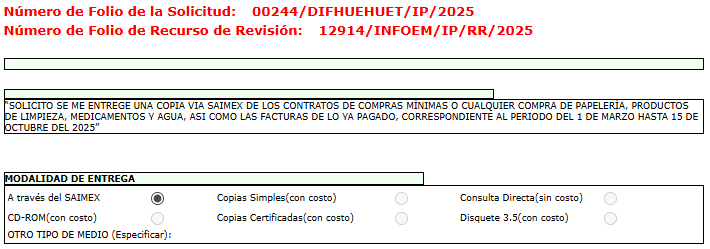 Número de Folio de la Solicitud: 00244/DIFHUEHUET/IP/2025
Número de Folio de Recurso de Revisión: 12914/INFOEM/IP/RR/2025
"SOLICITO SE ME ENTREGE UNA COPIA VIA SAIMEX DE LOS CONTRATOS DE COMPRAS MÍNIMAS O CUALQUIER COMPRA DE PAPELERÍA, PRODUCTOS
DE LIMPIEZA, MEDICAMENTOS Y AGUA, ASI COMO LAS FACTURAS DE LO YA PAGADO, CORRESPONDIENTE AL PERIODO DEL 1 DE MARZO HASTA 15 DE
OCTUBRE DEL 2025"
MODALIDAD DE ENTREGA
A través del SAIMEX Copias Simples(con costo) Consulta Directa(sin costo)
CD-ROM(con costo) Copias Certificadas(con costo) Disquete 3.5(con costo)
OTRO TIPO DE MEDIO (Especificar):